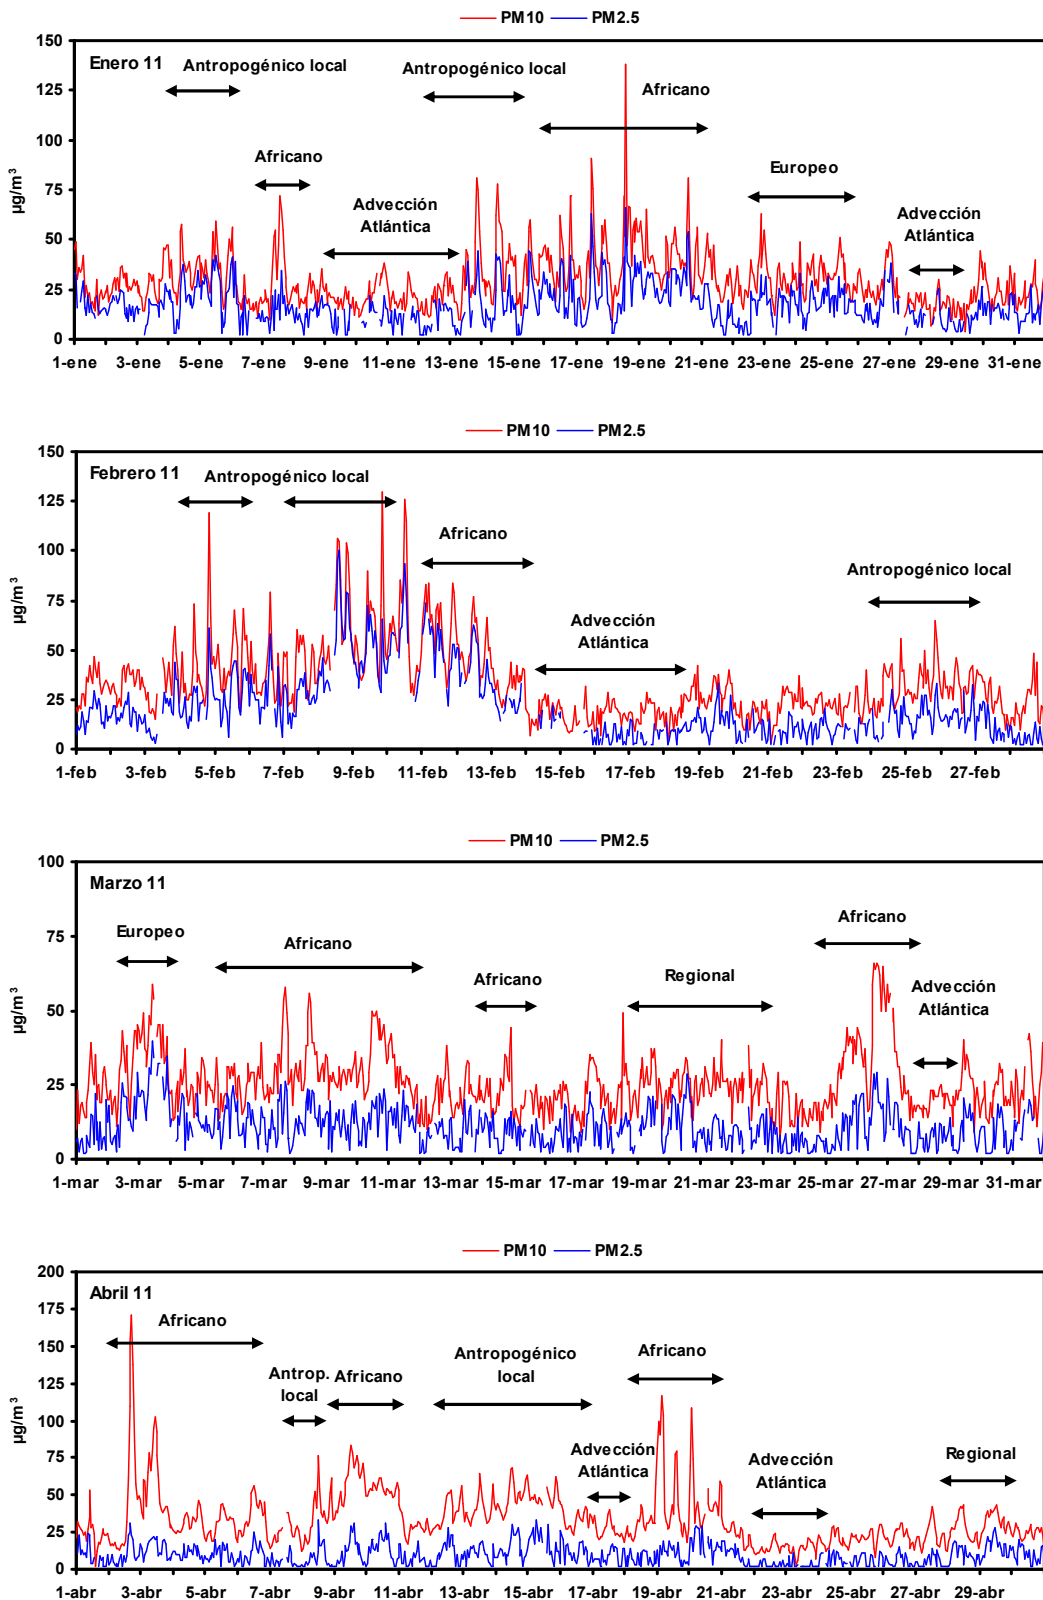 PM10 PM2.5
150
125
100
75
50
25
0
µg/m³
Enero 11
Antropogénico local
Africano
Advección
Atlántica
Antropogénico local
Africano
Europeo
Advección
Atlántica
1-ene 3-ene 5-ene 7-ene 9-ene 11-ene 13-ene 15-ene 17-ene 19-ene 21-ene 23-ene 25-ene 27-ene 29-ene 31-ene
PM10 PM2.5
150
125
100
75
50
25
0
µg/m³
Febrero 11
Antropogénico local
Africano
Advección
Atlántica
Antropogénico local
1-feb 3-feb 5-feb 7-feb 9-feb 11-feb 13-feb 15-feb 17-feb 19-feb 21-feb 23-feb 25-feb 27-feb
PM10 PM2.5
100
75
50
25
0
µg/m³
Marzo 11
Europeo
Africano
Africano
Regional
Africano
Advección
Atlántica
1-mar 3-mar 5-mar 7-mar 9-mar 11-mar 13-mar 15-mar 17-mar 19-mar 21-mar 23-mar 25-mar 27-mar 29-mar 31-mar
PM10 PM2.5
200
175
150
125
100
75
50
25
0
µg/m³
Abril 11
Africano
Antrop.
local
Africano
Antropogénico
local
Advección
Atlántica
Africano
Advección
Atlántica
Regional
1-abr 3-abr 5-abr 7-abr 9-abr 11-abr 13-abr 15-abr 17-abr 19-abr 21-abr 23-abr 25-abr 27-abr 29-abr